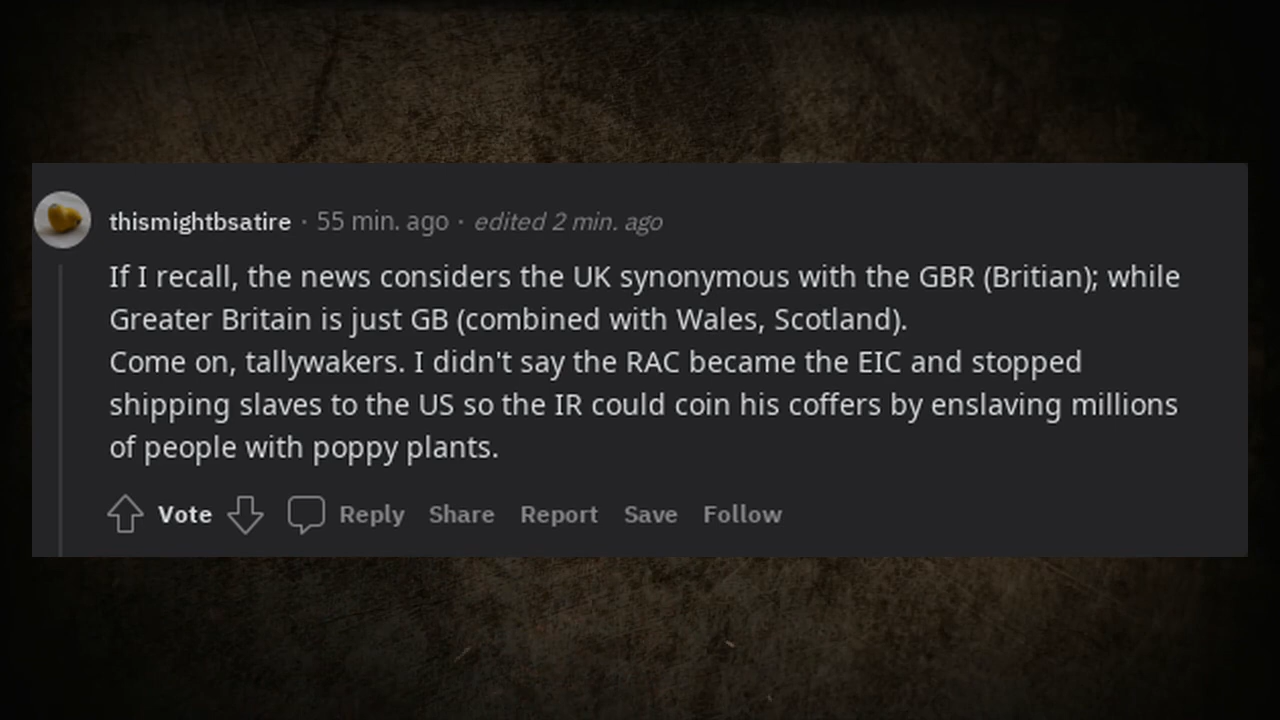 thismightbsatire · 55 min. ago · edited 2 min. ago
If I recall, the news considers the UK synonymous with the GBR (Britian); while
Greater Britain is just GB (combined with Wales, Scotland).
Come on, tallywakers. I didn't say the RAC became the EIC and stopped
shipping slaves to the US so the IR could coin his coffers by enslaving millions
of people with poppy plants.
Vote Reply Share Report Save Follow